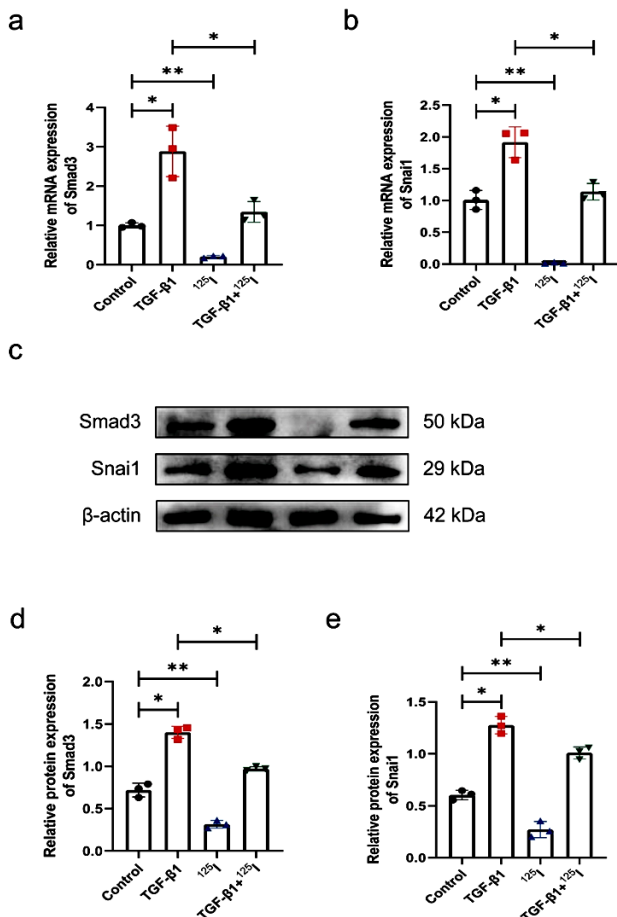 a
b
Relative mRNA expression
of Smad3
*
**
*
4
3
2
1
0
Control
TGF-β1
¹²⁵I
TGF-β1+¹²⁵I
Relative mRNA expression
of Snai1
*
**
*
2.5
2.0
1.5
1.0
0.5
0.0
Control
TGF-β1
¹²⁵I
TGF-β1+¹²⁵I
c
Smad3 50 kDa
Snai1 29 kDa
β-actin 42 kDa
d
e
Relative protein expression
of Smad3
*
**
*
2.0
1.5
1.0
0.5
0.0
Control
TGF-β1
¹²⁵I
TGF-β1+¹²⁵I
Relative protein expression
of Snai1
*
**
*
1.5
1.0
0.5
0.0
Control
TGF-β1
¹²⁵I
TGF-β1+¹²⁵I